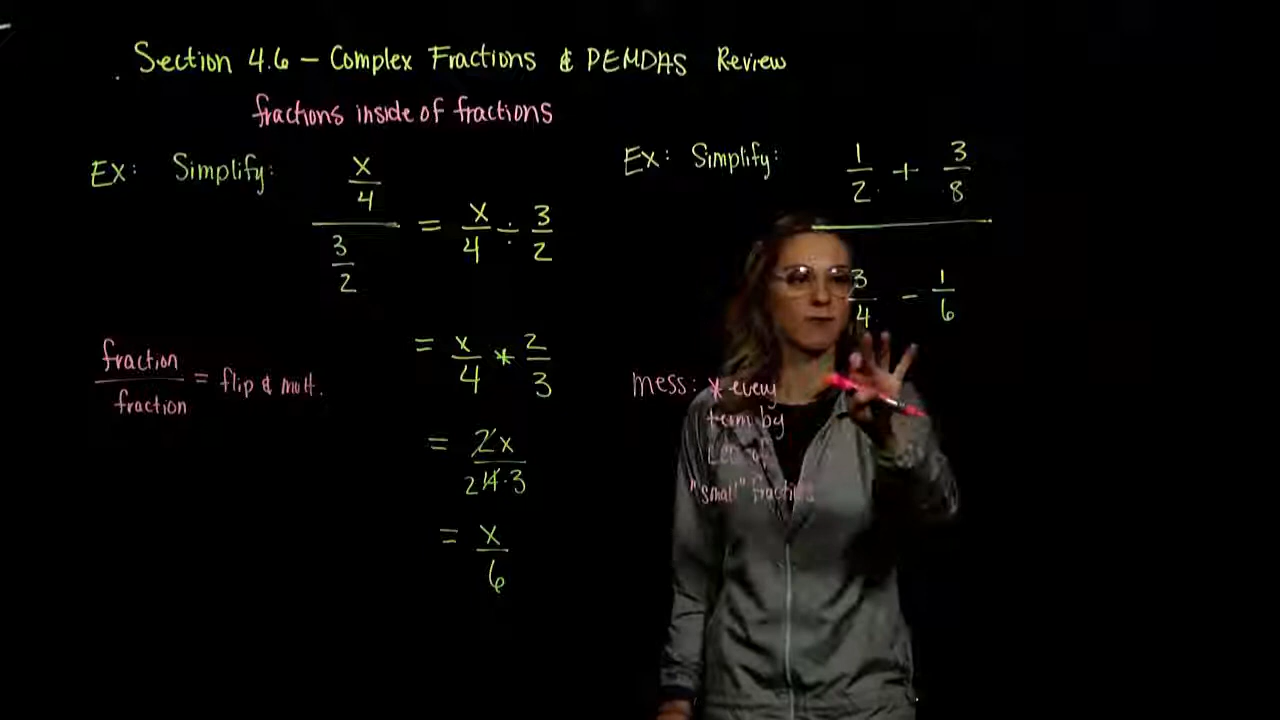 Section 4.6 – Complex Fractions & PEMDAS Review
fractions inside of fractions
Ex: Simplify:
x/4
3/2
= x/4 ÷ 3/2
= x/4 * 2/3
= 2x / 2 4·3
= x/6
fraction
fraction
= flip & mult.
Ex: Simplify:
1/2 + 3/8
3/4 - 1/6
mess: * every
term by
LCD of
"small" fractions